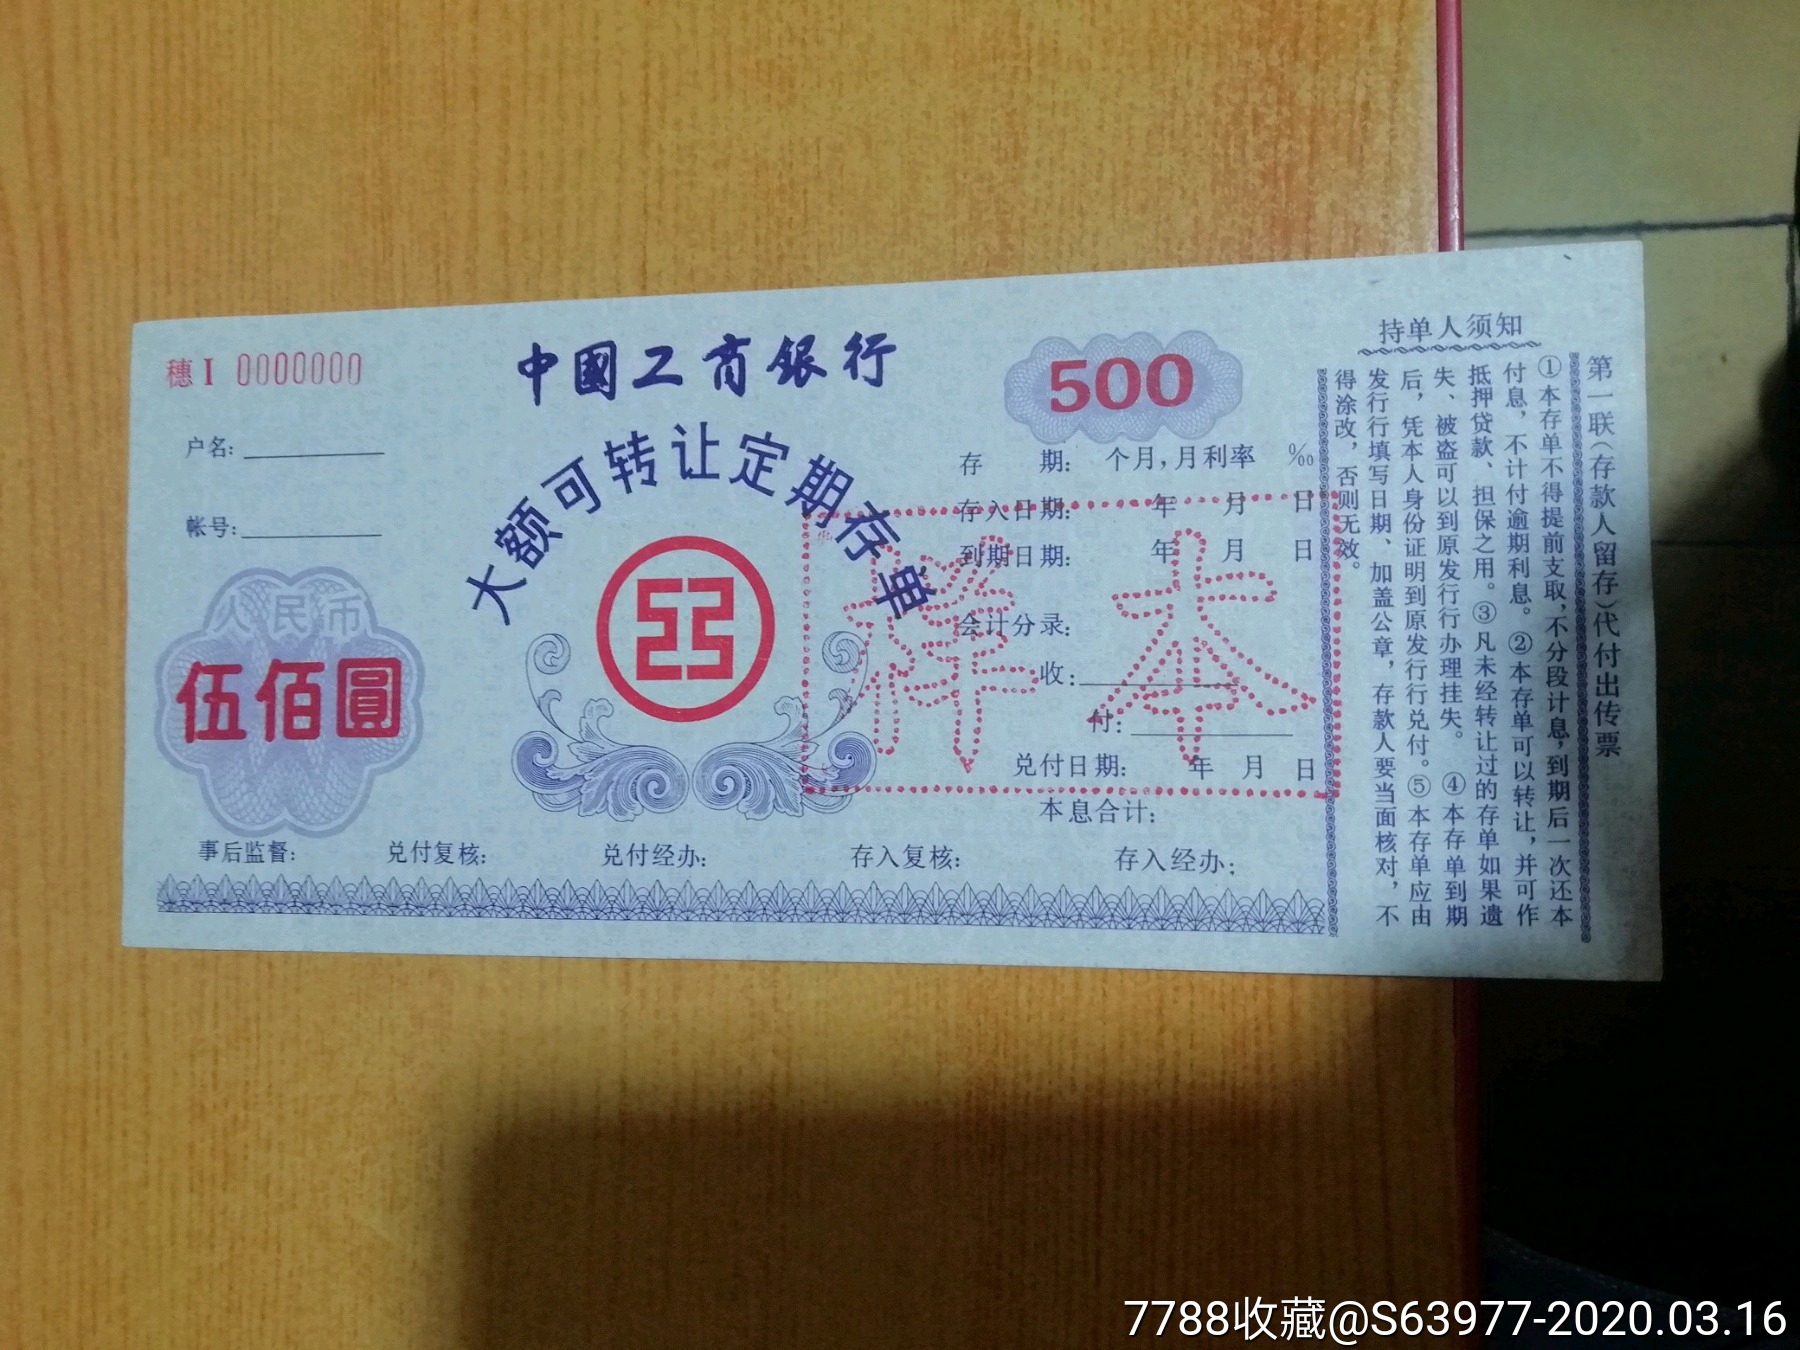 穗 I 0000000
中國工商銀行
500
大额可转让定期存单
户名:
帐号:
人民币
伍佰圓
存 期: 个月,月利率 ‰
存入日期: 年 月 日
到期日期: 年 月 日
会计分录:
收:
付:
兑付日期: 年 月 日
本息合计:
樣本
事后监督: 兑付复核: 兑付经办: 存入复核: 存入经办:
持单人须知
①本存单不得提前支取,不分段计息,到期后一次还本
付息,不计付逾期利息。②本存单可以转让,并可作
抵押贷款、担保之用。③凡未经转让过的存单如果遗
失、被盗可以到原发行行办理挂失。④本存单到期
后,凭本人身份证明到原发行行兑付。⑤本存单应由
发行行填写日期、加盖公章,存款人要当面核对,不
得涂改,否则无效。
第一联(存款人留存)代付出传票
7788收藏@S63977-2020.03.16